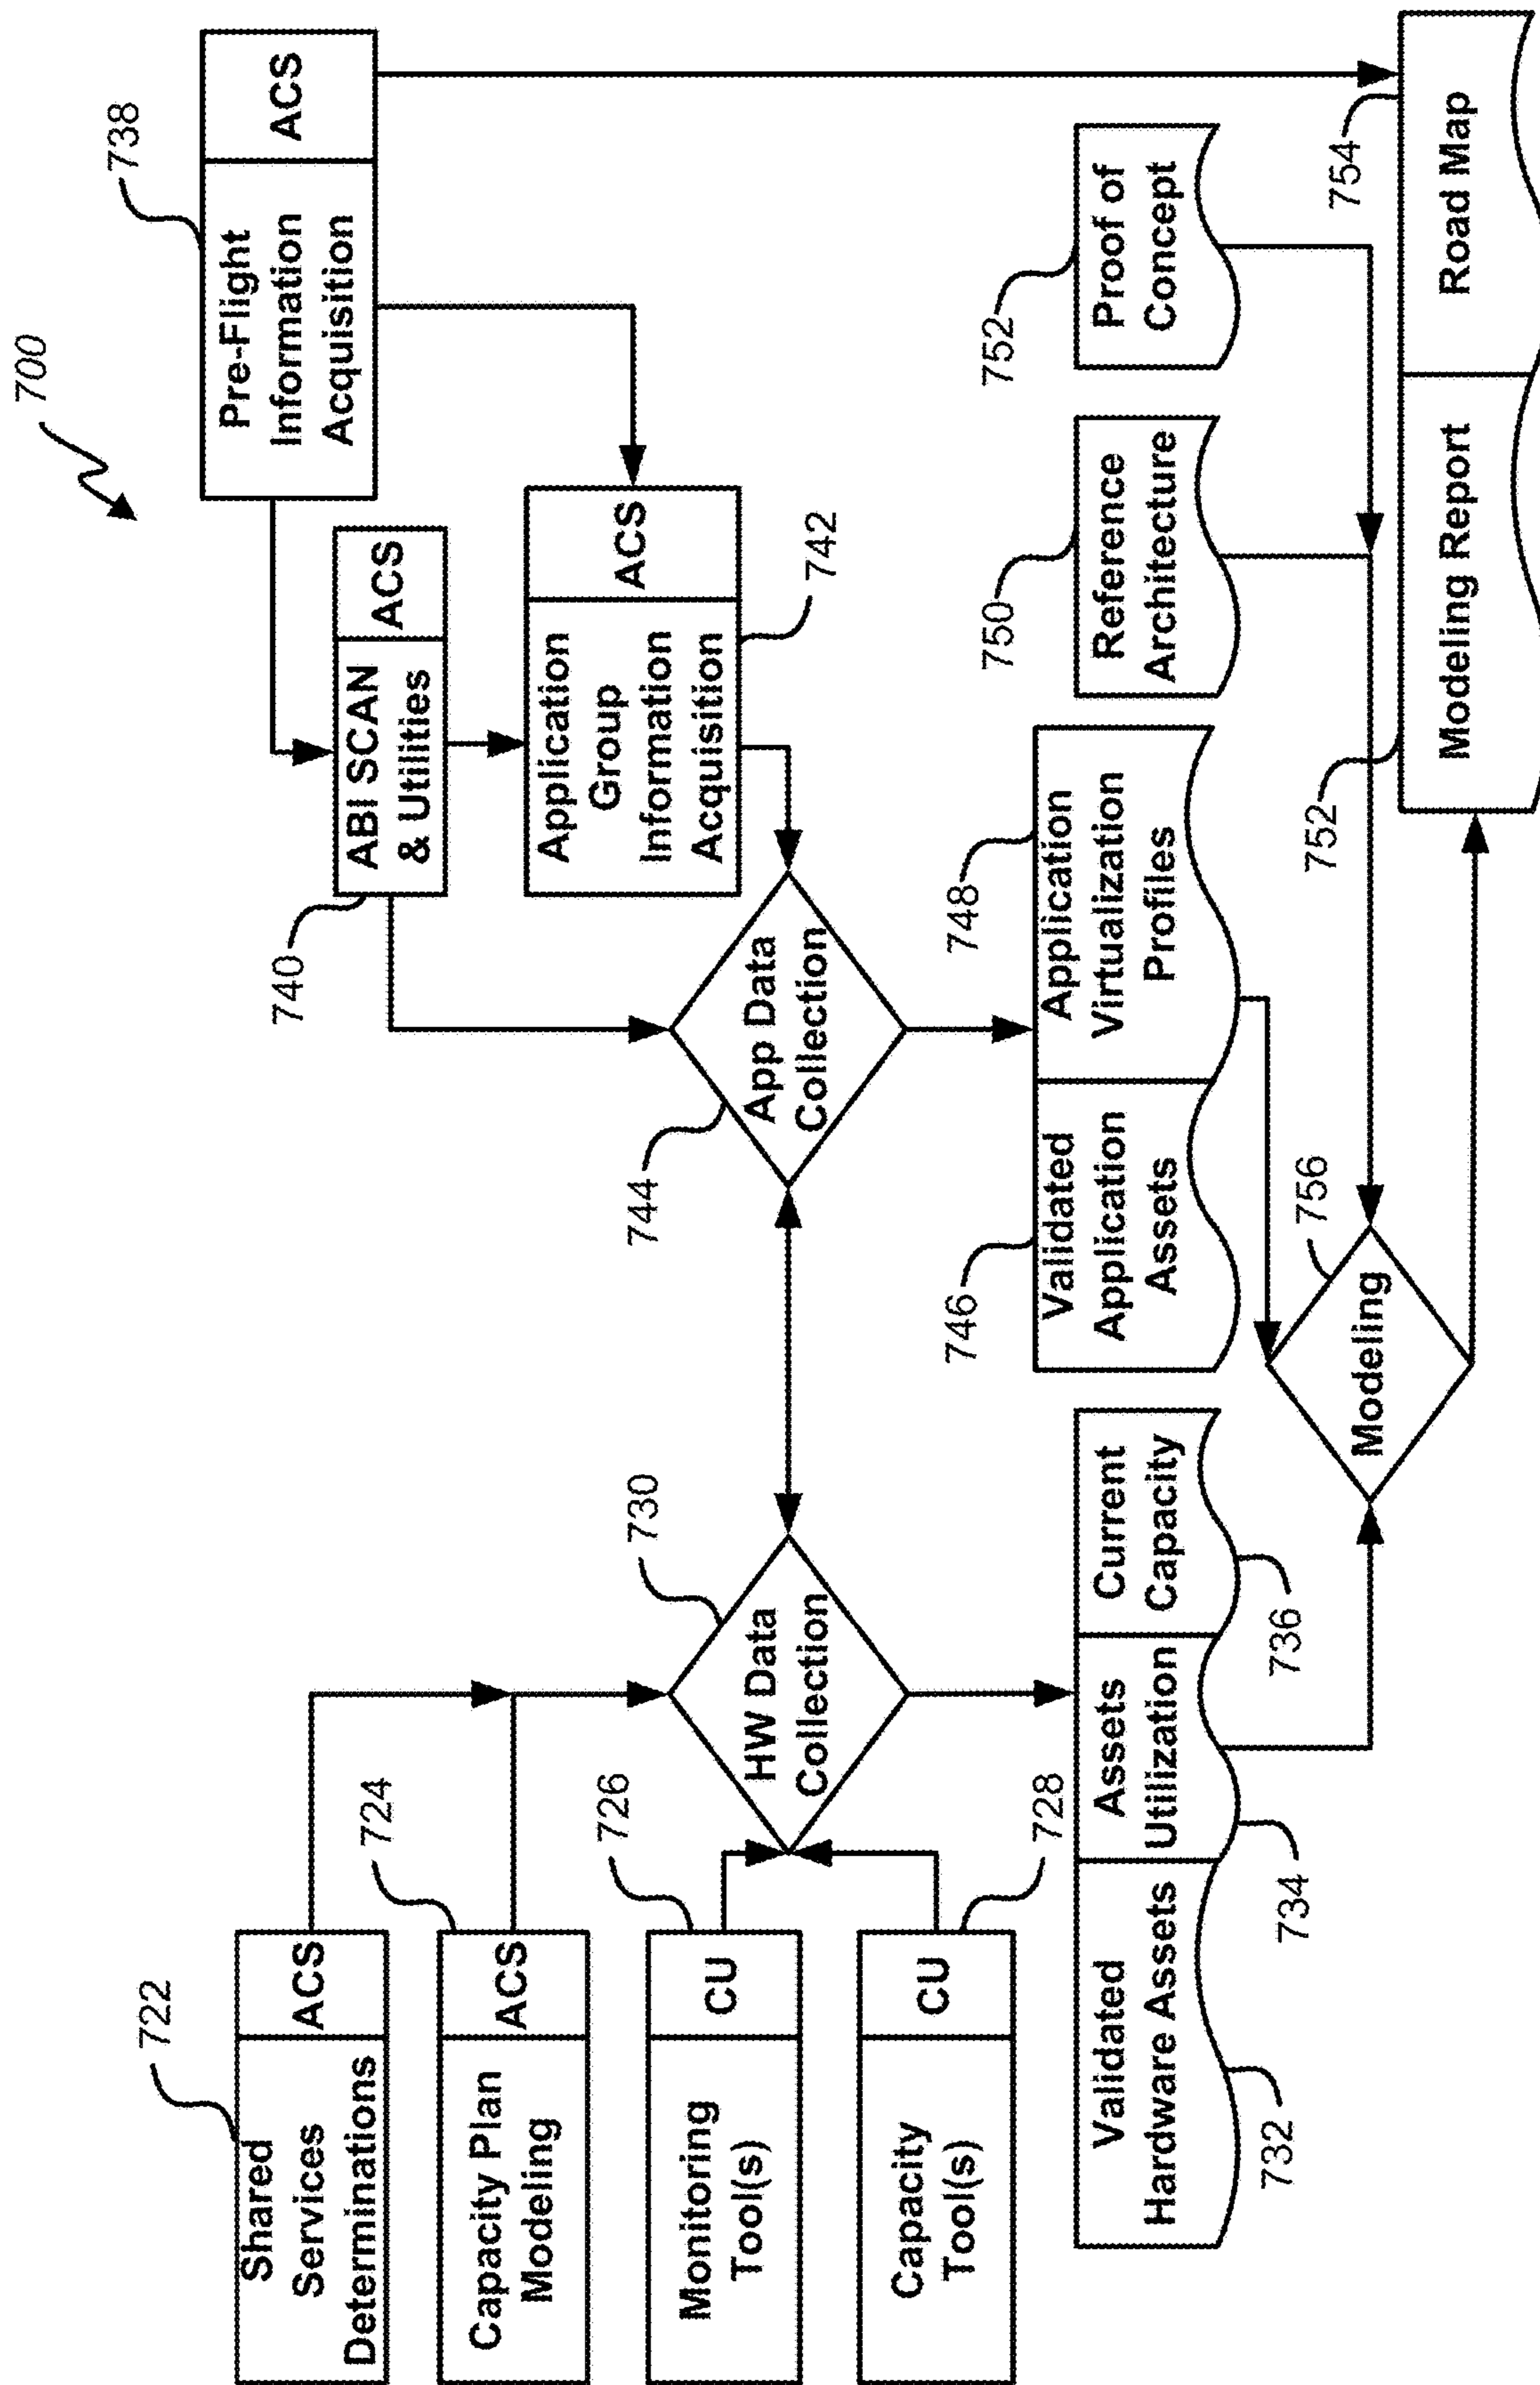 700
722
Shared
Services
Determinations
ACS
724
Capacity Plan
Modeling
ACS
726
Monitoring
Tool(s)
CU
728
Capacity
Tool(s)
CU
730
HW Data
Collection
738
Pre-Flight
Information
Acquisition
ACS
740
ABI SCAN
& Utilities
ACS
Application
Group
Information
Acquisition
ACS
742
744
App Data
Collection
Validated
Hardware Assets
732
Assets
Utilization
734
Current
Capacity
736
746
Validated
Application
Assets
748
Application
Virtualization
Profiles
750
Reference
Architecture
752
Proof of
Concept
756
Modeling
752
Modeling Report
754
Road Map